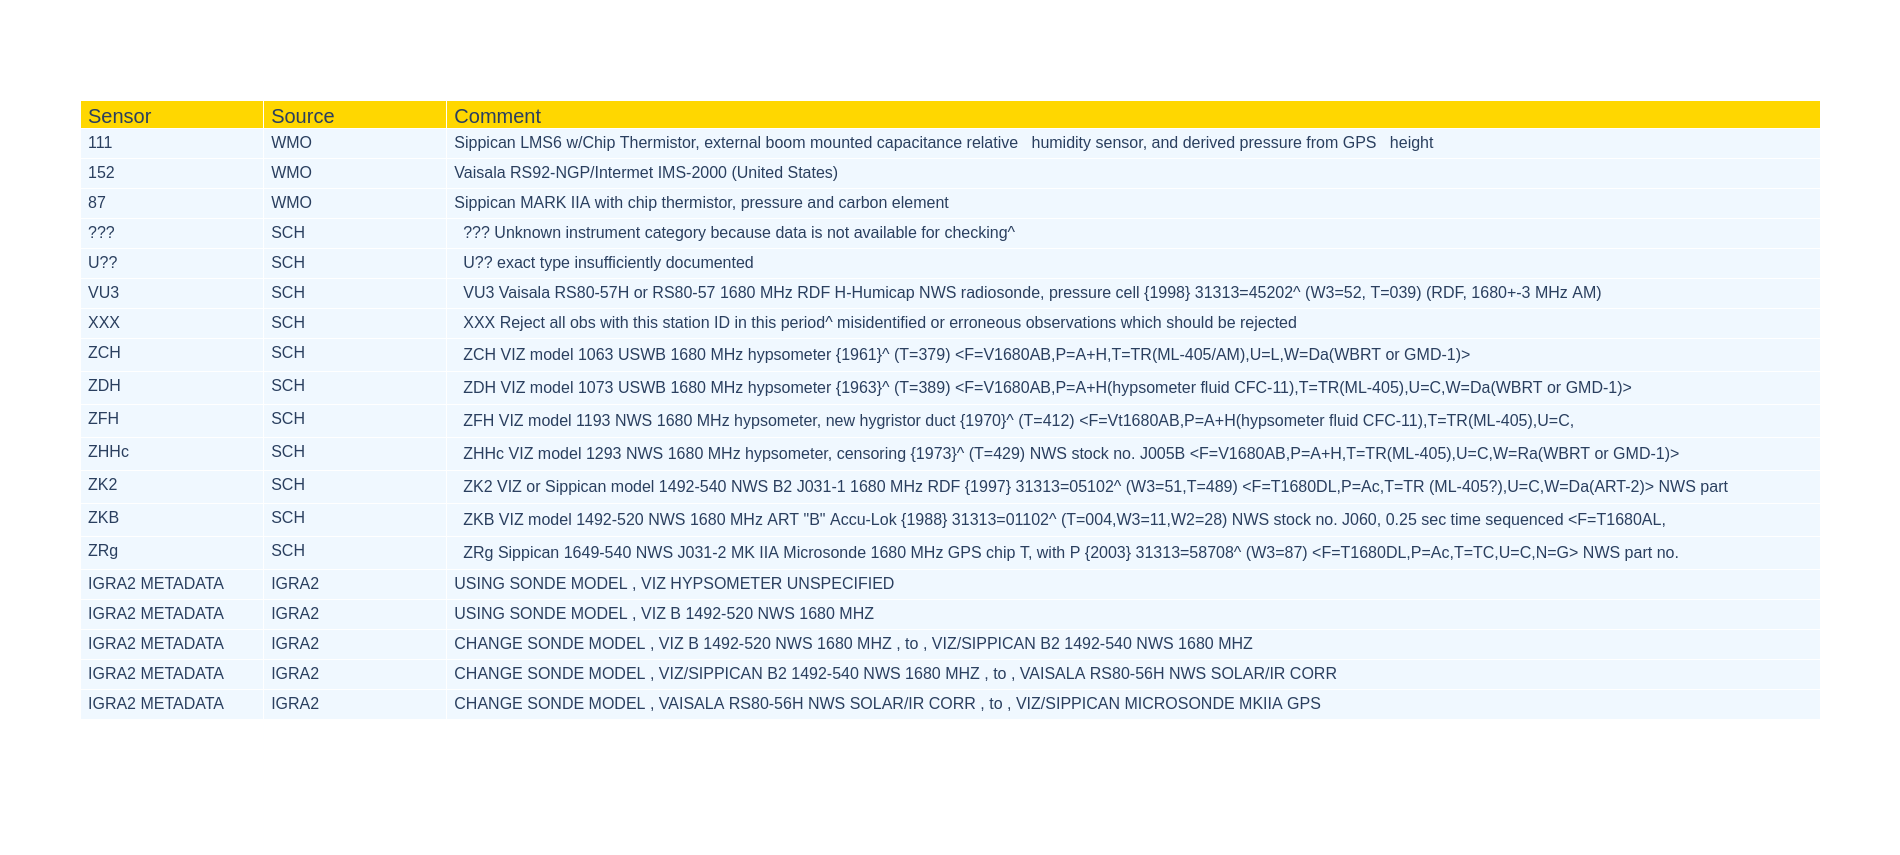 Sensor Source Comment
111 WMO Sippican LMS6 w/Chip Thermistor, external boom mounted capacitance relative   humidity sensor, and derived pressure from GPS   height
152 WMO Vaisala RS92-NGP/Intermet IMS-2000 (United States)
87 WMO Sippican MARK IIA with chip thermistor, pressure and carbon element
??? SCH ??? Unknown instrument category because data is not available for checking^
U?? SCH U?? exact type insufficiently documented
VU3 SCH VU3 Vaisala RS80-57H or RS80-57 1680 MHz RDF H-Humicap NWS radiosonde, pressure cell {1998} 31313=45202^ (W3=52, T=039) (RDF, 1680+-3 MHz AM)
XXX SCH XXX Reject all obs with this station ID in this period^ misidentified or erroneous observations which should be rejected
ZCH SCH ZCH VIZ model 1063 USWB 1680 MHz hypsometer {1961}^ (T=379) <F=V1680AB,P=A+H,T=TR(ML-405/AM),U=L,W=Da(WBRT or GMD-1)>
ZDH SCH ZDH VIZ model 1073 USWB 1680 MHz hypsometer {1963}^ (T=389) <F=V1680AB,P=A+H(hypsometer fluid CFC-11),T=TR(ML-405),U=C,W=Da(WBRT or GMD-1)>
ZFH SCH ZFH VIZ model 1193 NWS 1680 MHz hypsometer, new hygristor duct {1970}^ (T=412) <F=Vt1680AB,P=A+H(hypsometer fluid CFC-11),T=TR(ML-405),U=C,
ZHHc SCH ZHHc VIZ model 1293 NWS 1680 MHz hypsometer, censoring {1973}^ (T=429) NWS stock no. J005B <F=V1680AB,P=A+H,T=TR(ML-405),U=C,W=Ra(WBRT or GMD-1)>
ZK2 SCH ZK2 VIZ or Sippican model 1492-540 NWS B2 J031-1 1680 MHz RDF {1997} 31313=05102^ (W3=51,T=489) <F=T1680DL,P=Ac,T=TR (ML-405?),U=C,W=Da(ART-2)> NWS part
ZKB SCH ZKB VIZ model 1492-520 NWS 1680 MHz ART "B" Accu-Lok {1988} 31313=01102^ (T=004,W3=11,W2=28) NWS stock no. J060, 0.25 sec time sequenced <F=T1680AL,
ZRg SCH ZRg Sippican 1649-540 NWS J031-2 MK IIA Microsonde 1680 MHz GPS chip T, with P {2003} 31313=58708^ (W3=87) <F=T1680DL,P=Ac,T=TC,U=C,N=G> NWS part no.
IGRA2 METADATA IGRA2 USING SONDE MODEL , VIZ HYPSOMETER UNSPECIFIED
IGRA2 METADATA IGRA2 USING SONDE MODEL , VIZ B 1492-520 NWS 1680 MHZ
IGRA2 METADATA IGRA2 CHANGE SONDE MODEL , VIZ B 1492-520 NWS 1680 MHZ , to , VIZ/SIPPICAN B2 1492-540 NWS 1680 MHZ
IGRA2 METADATA IGRA2 CHANGE SONDE MODEL , VIZ/SIPPICAN B2 1492-540 NWS 1680 MHZ , to , VAISALA RS80-56H NWS SOLAR/IR CORR
IGRA2 METADATA IGRA2 CHANGE SONDE MODEL , VAISALA RS80-56H NWS SOLAR/IR CORR , to , VIZ/SIPPICAN MICROSONDE MKIIA GPS